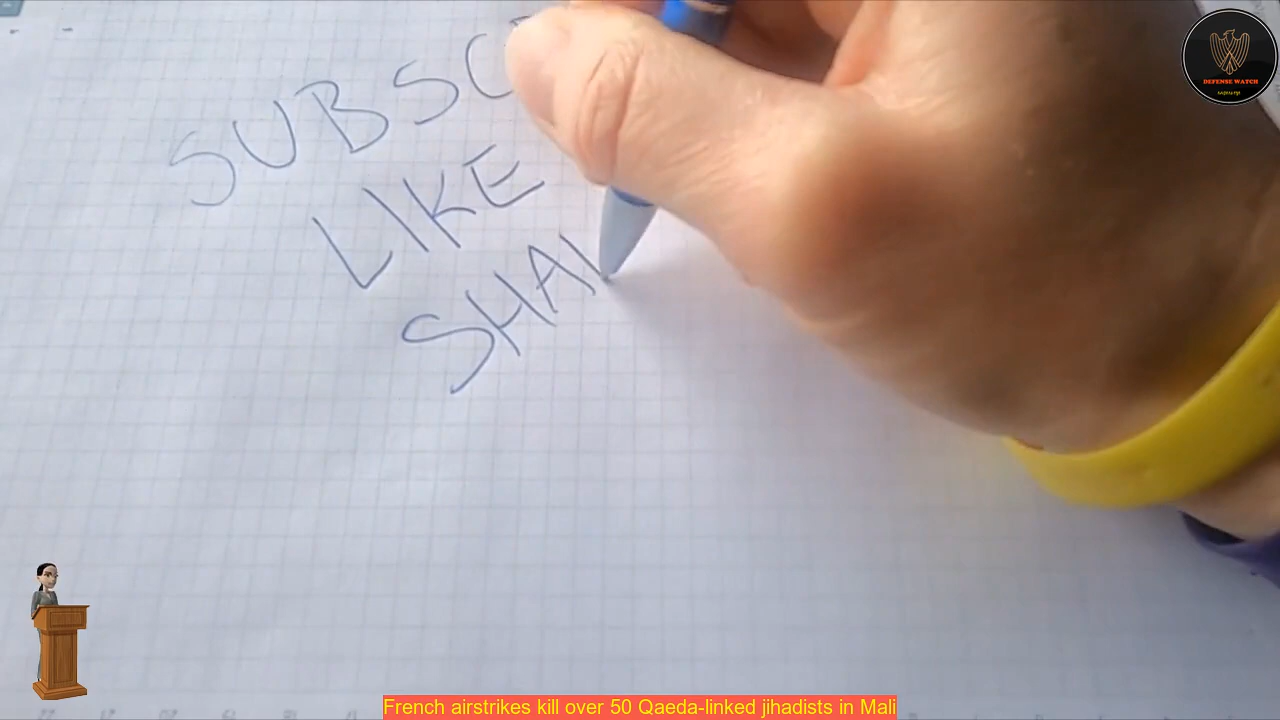 DEFENSE WATCH
SUBSC
LIKE
SHA
French airstrikes kill over 50 Qaeda-linked jihadists in Mali